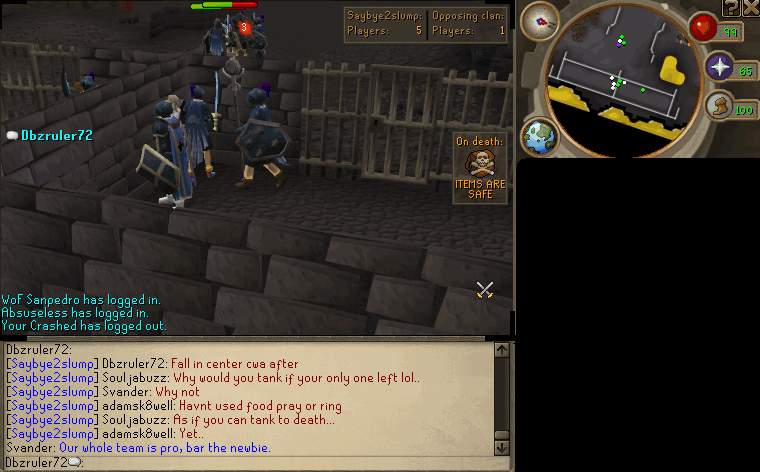 Saybye2slump: Opposing clan:
Players: 5 Players: 1
3
99
65
100
Dbzruler72
On death:
ITEMS ARE
SAFE
WoF Sanpedro has logged in.
Absuseless has logged in.
Your Crashed has logged out.
Dbzruler72:
[Saybye2slump] Dbzruler72: Fall in center cwa after
[Saybye2slump] Souljabuzz: Why would you tank if your only one left lol..
[Saybye2slump] Svander: Why not
[Saybye2slump] adamsk8well: Havnt used food pray or ring
[Saybye2slump] Souljabuzz: As if you can tank to death...
[Saybye2slump] adamsk8well: Yet..
Svander: Our whole team is pro, bar the newbie.
Dbzruler72: